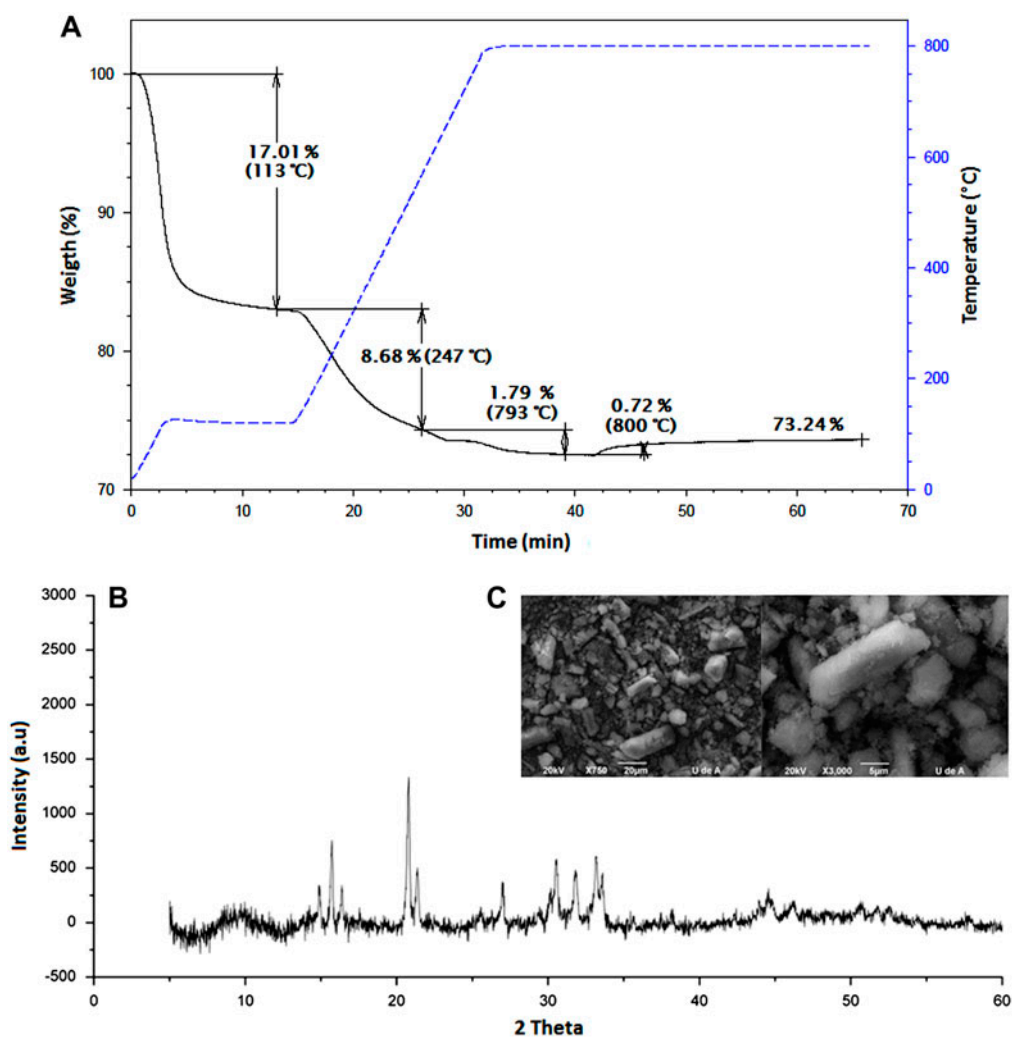 A
100
90
80
70
Weigth (%)
17.01 %
(113 ℃)
8.68 % (247 ℃)
1.79 %
(793 ℃)
0.72 %
(800 ℃)
73.24 %
800
600
400
200
0
Temperature (°C)
0 10 20 30 40 50 60 70
Time (min)
B
C
3000
2500
2000
1500
1000
500
0
-500
Intensity (a.u)
20kV X750 20µm U de A
20kV X3,000 5µm U de A
0 10 20 30 40 50 60
2 Theta